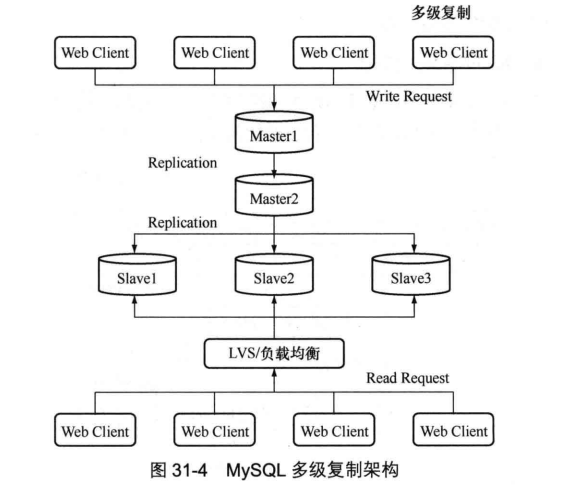 多级复制
Web Client Web Client Web Client Web Client
Write Request
Master1
Replication
Master2
Replication
Slave1 Slave2 Slave3
LVS/负载均衡
Read Request
Web Client Web Client Web Client Web Client
图 31-4 MySQL 多级复制架构